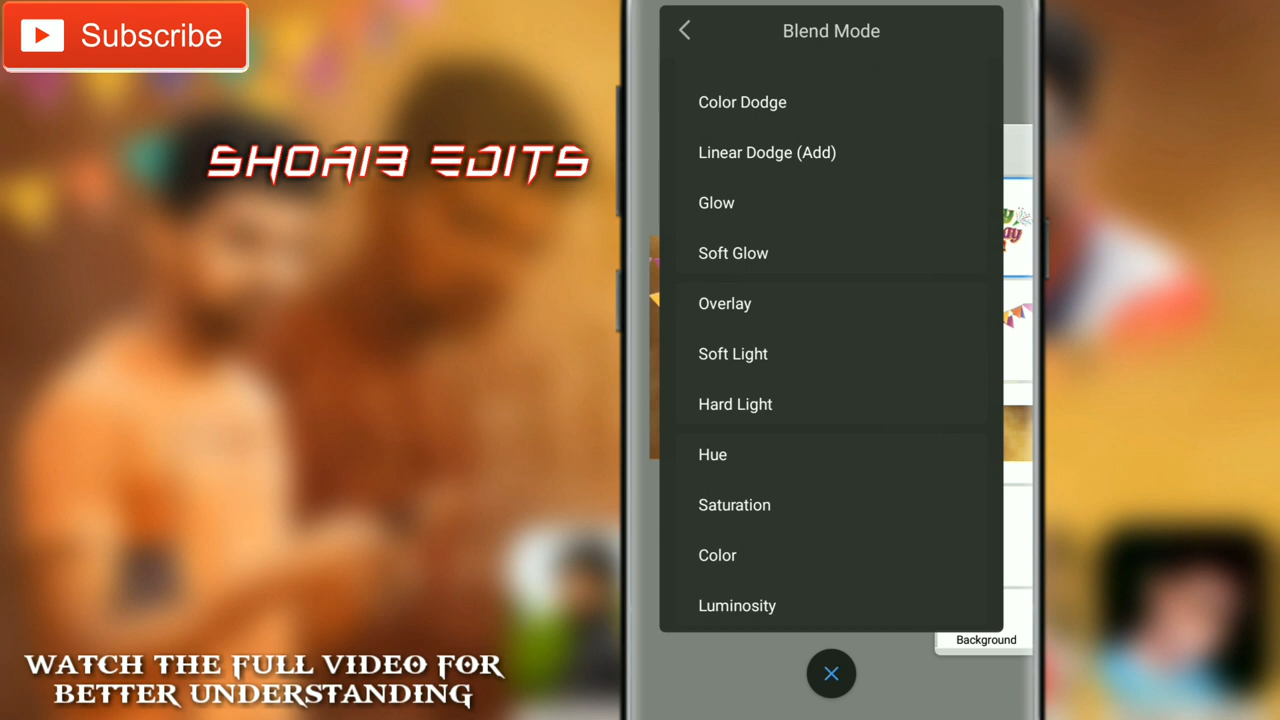 Subscribe
SHOAIB EDITS
WATCH THE FULL VIDEO FOR
BETTER UNDERSTANDING
Blend Mode
Color Dodge
Linear Dodge (Add)
Glow
Soft Glow
Overlay
Soft Light
Hard Light
Hue
Saturation
Color
Luminosity
Background